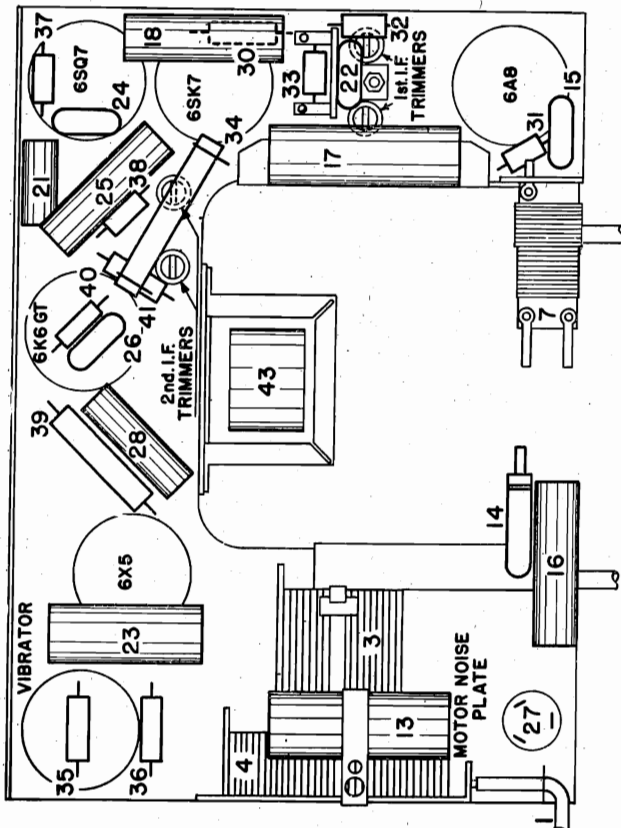 37
6SQ7
24
18
30
6SK7
34
33
22
32
1st. I.F.
TRIMMERS
6A8
15
31
21
25
38
17
7
40
6K6GT
26
41
2nd. I.F.
TRIMMERS
43
39
28
14
16
6X5
VIBRATOR
23
3
MOTOR NOISE
PLATE
27
13
4
35
36
1